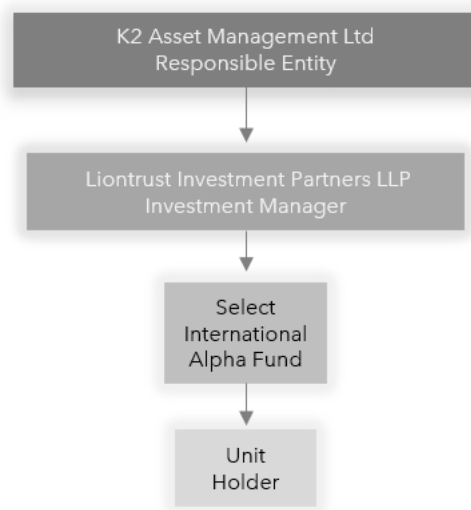 K2 Asset Management Ltd
Responsible Entity
Liontrust Investment Partners LLP
Investment Manager
Select
International
Alpha Fund
Unit
Holder